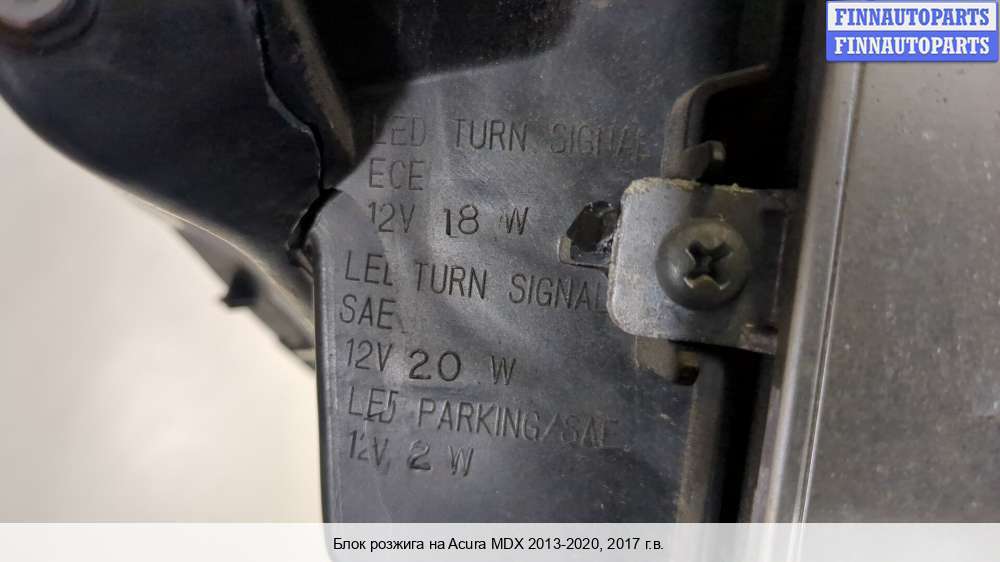 FINNAUTOPARTS
FINNAUTOPARTS
LED TURN SIGNAL
ECE
12V 18 W
LED TURN SIGNAL
SAE
12V 20 W
LED PARKING/SAE
12V 2 W
Блок розжига на Acura MDX 2013-2020, 2017 г.в.